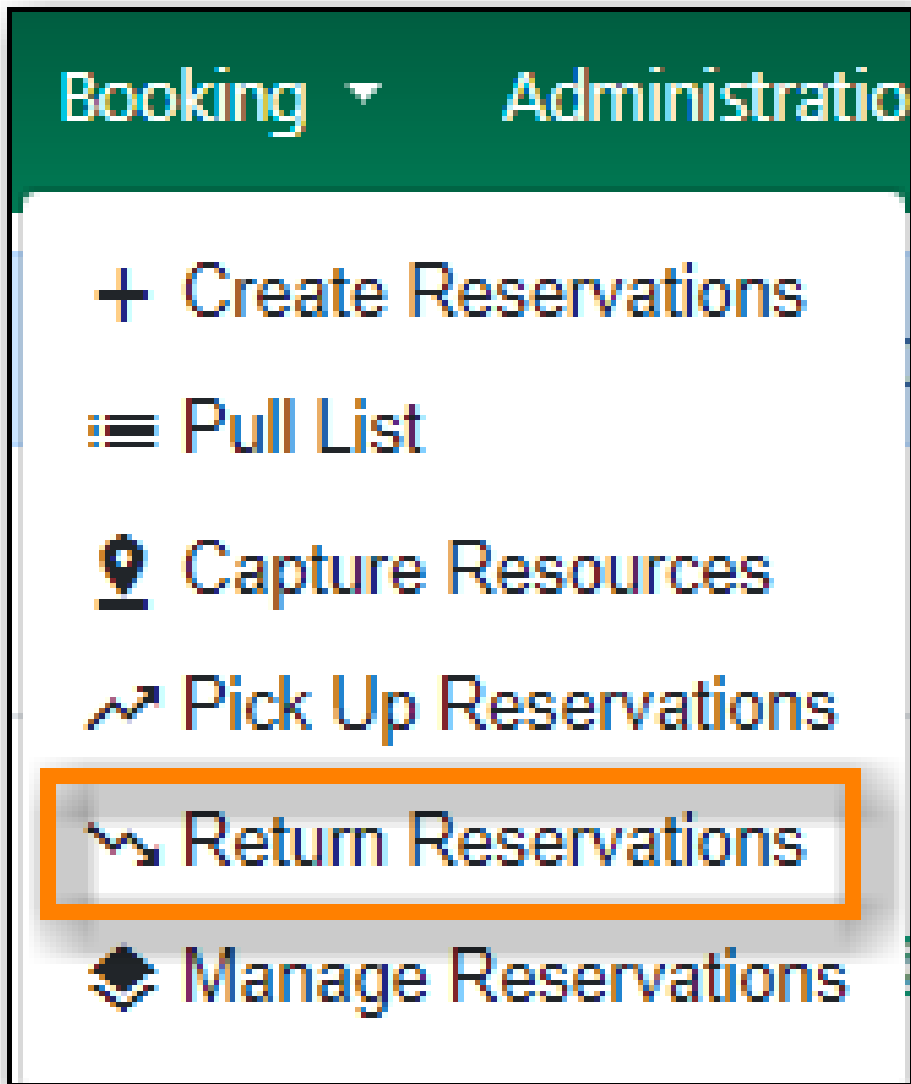 Booking Administratio
Create Reservations
Pull List
Capture Resources
Pick Up Reservations
Return Reservations
Manage Reservations